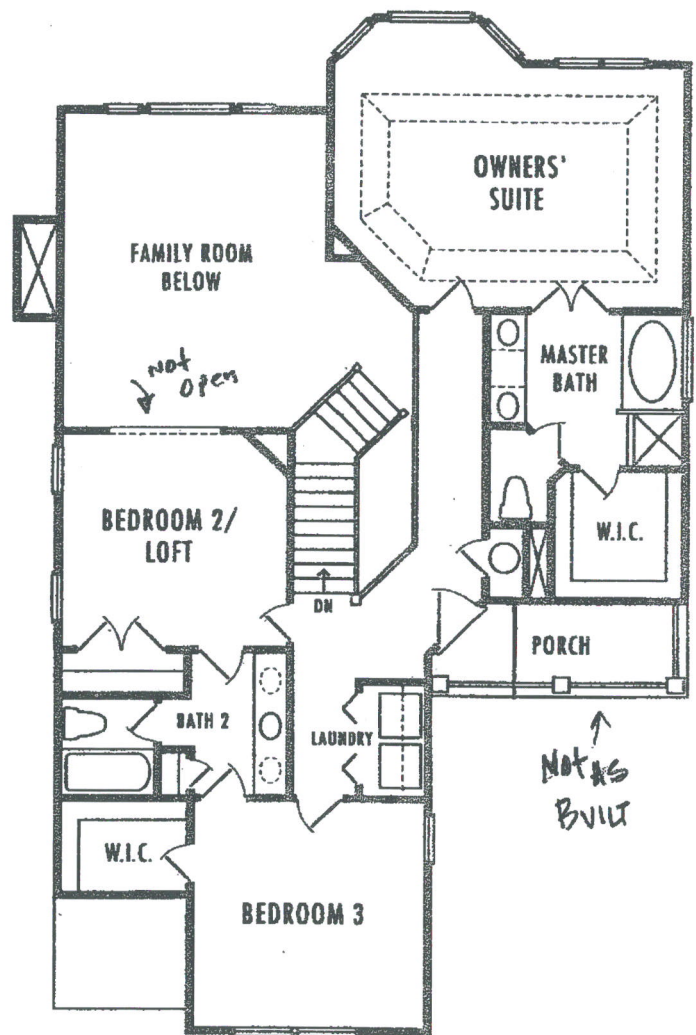 OWNERS'
SUITE
FAMILY ROOM
BELOW
Not
Open
MASTER
BATH
BEDROOM 2/
LOFT
W.I.C.
DN
PORCH
BATH 2
LAUNDRY
Not AS
BUILT
W.I.C.
BEDROOM 3